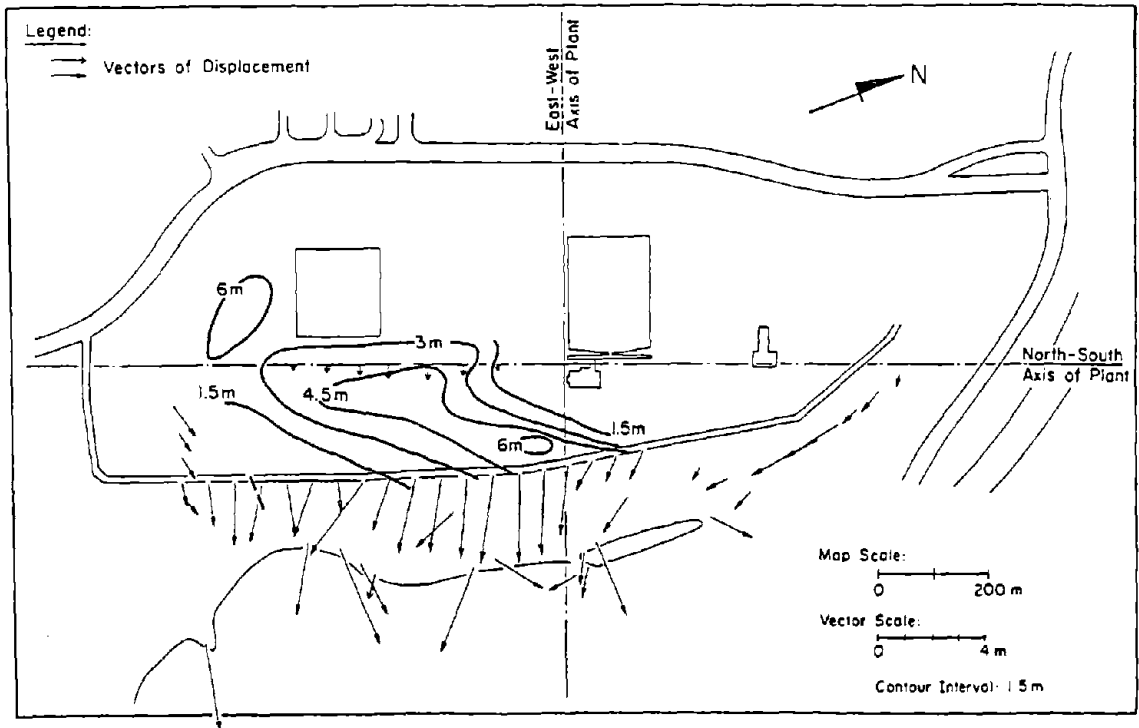 Legend:
Vectors of Displacement
East-West
Axis of Plant
N
6m
3m
North-South
Axis of Plant
1.5m
4.5m
1.5m
6m
Map Scale:
0 200 m
Vector Scale:
0 4 m
Contour Interval: 1.5m